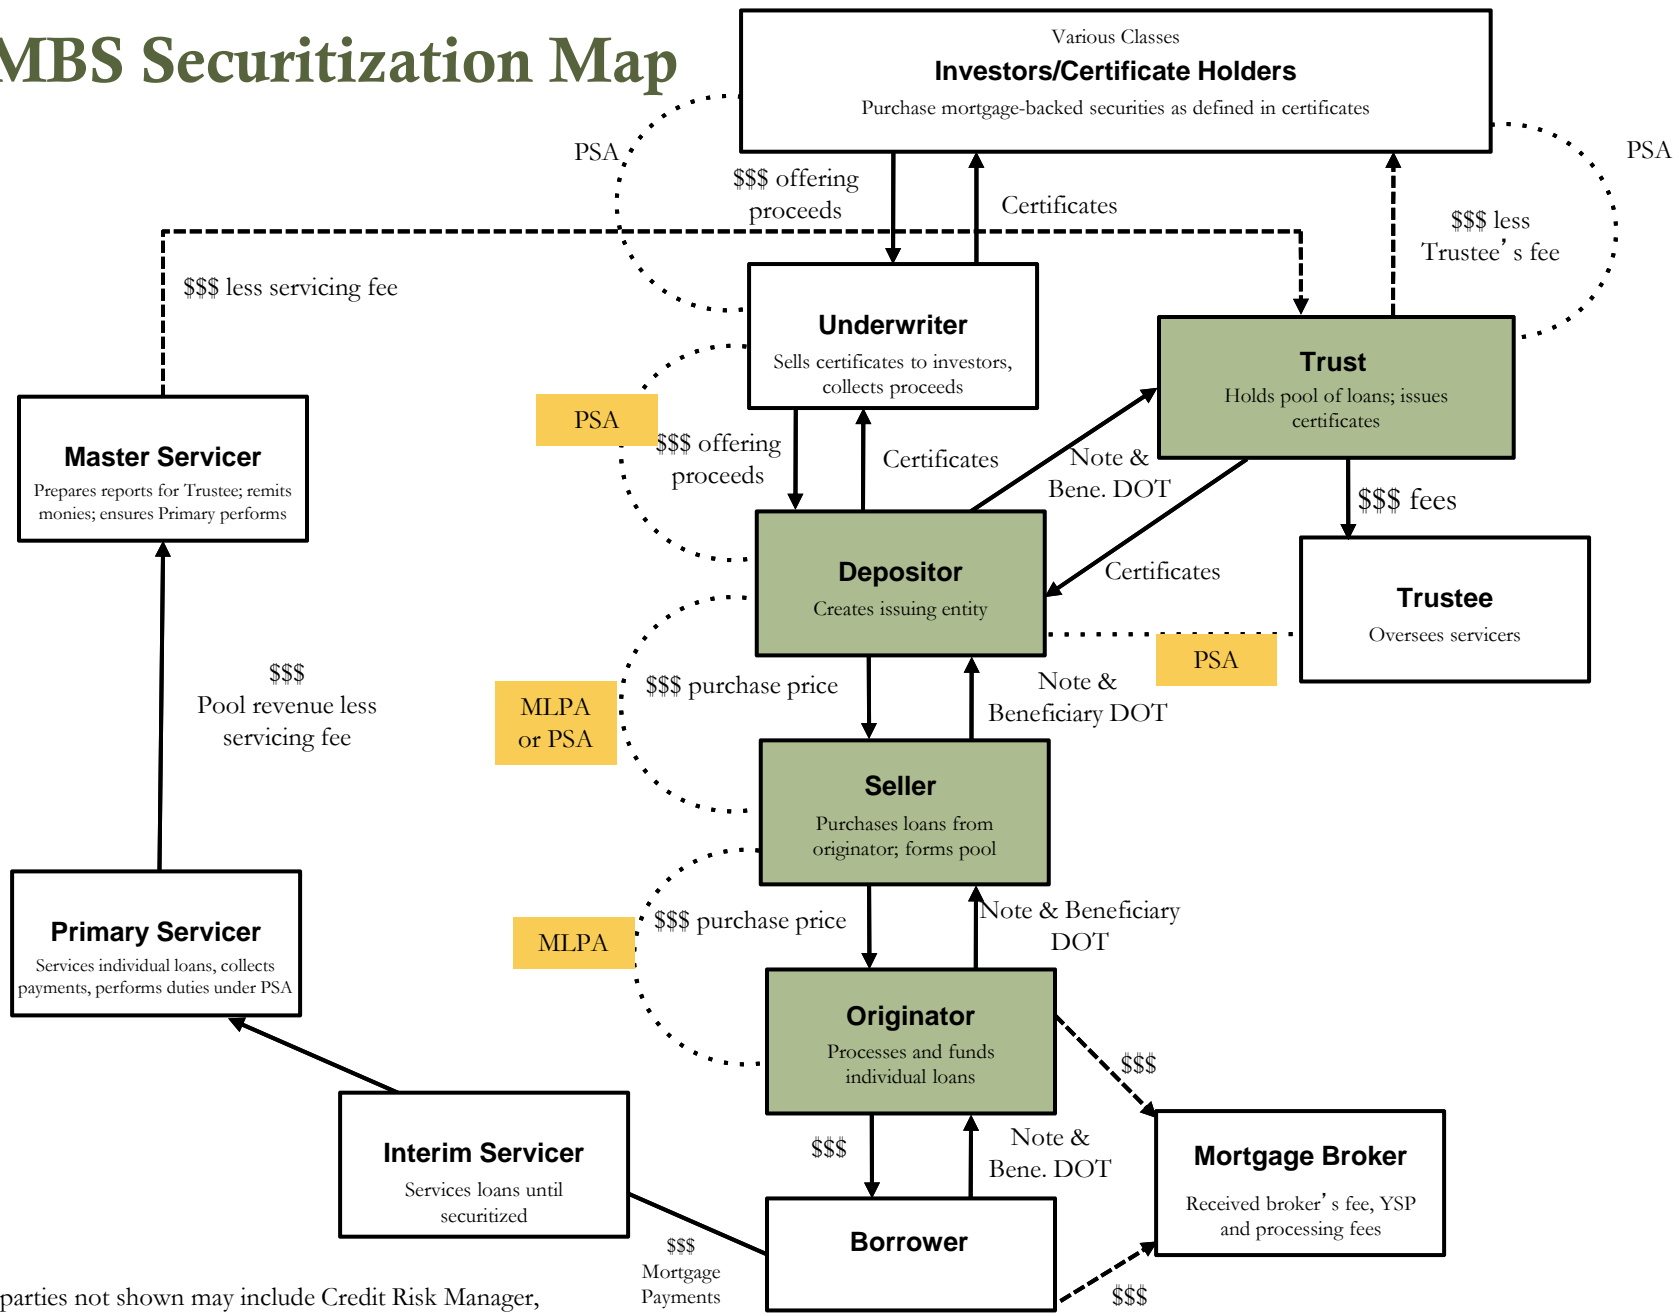 MBS Securitization Map
Various Classes
Investors/Certificate Holders
Purchase mortgage-backed securities as defined in certificates
PSA
PSA
$$$ offering
proceeds
Certificates
$$$ less
Trustee’s fee
$$$ less servicing fee
Underwriter
Sells certificates to investors,
collects proceeds
Trust
Holds pool of loans; issues
certificates
PSA
$$$ offering
proceeds
Certificates
Note &
Bene. DOT
$$$ fees
Master Servicer
Prepares reports for Trustee; remits
monies; ensures Primary performs
Depositor
Creates issuing entity
Certificates
Trustee
Oversees servicers
PSA
$$$
Pool revenue less
servicing fee
MLPA
or PSA
$$$ purchase price
Note &
Beneficiary DOT
Seller
Purchases loans from
originator; forms pool
Primary Servicer
Services individual loans, collects
payments, performs duties under PSA
MLPA
$$$ purchase price
Note & Beneficiary
DOT
Originator
Processes and funds
individual loans
$$$
Interim Servicer
Services loans until
securitized
$$$
Note &
Bene. DOT
Mortgage Broker
Received broker’s fee, YSP
and processing fees
$$$
Mortgage
Payments
Borrower
$$$
parties not shown may include Credit Risk Manager,